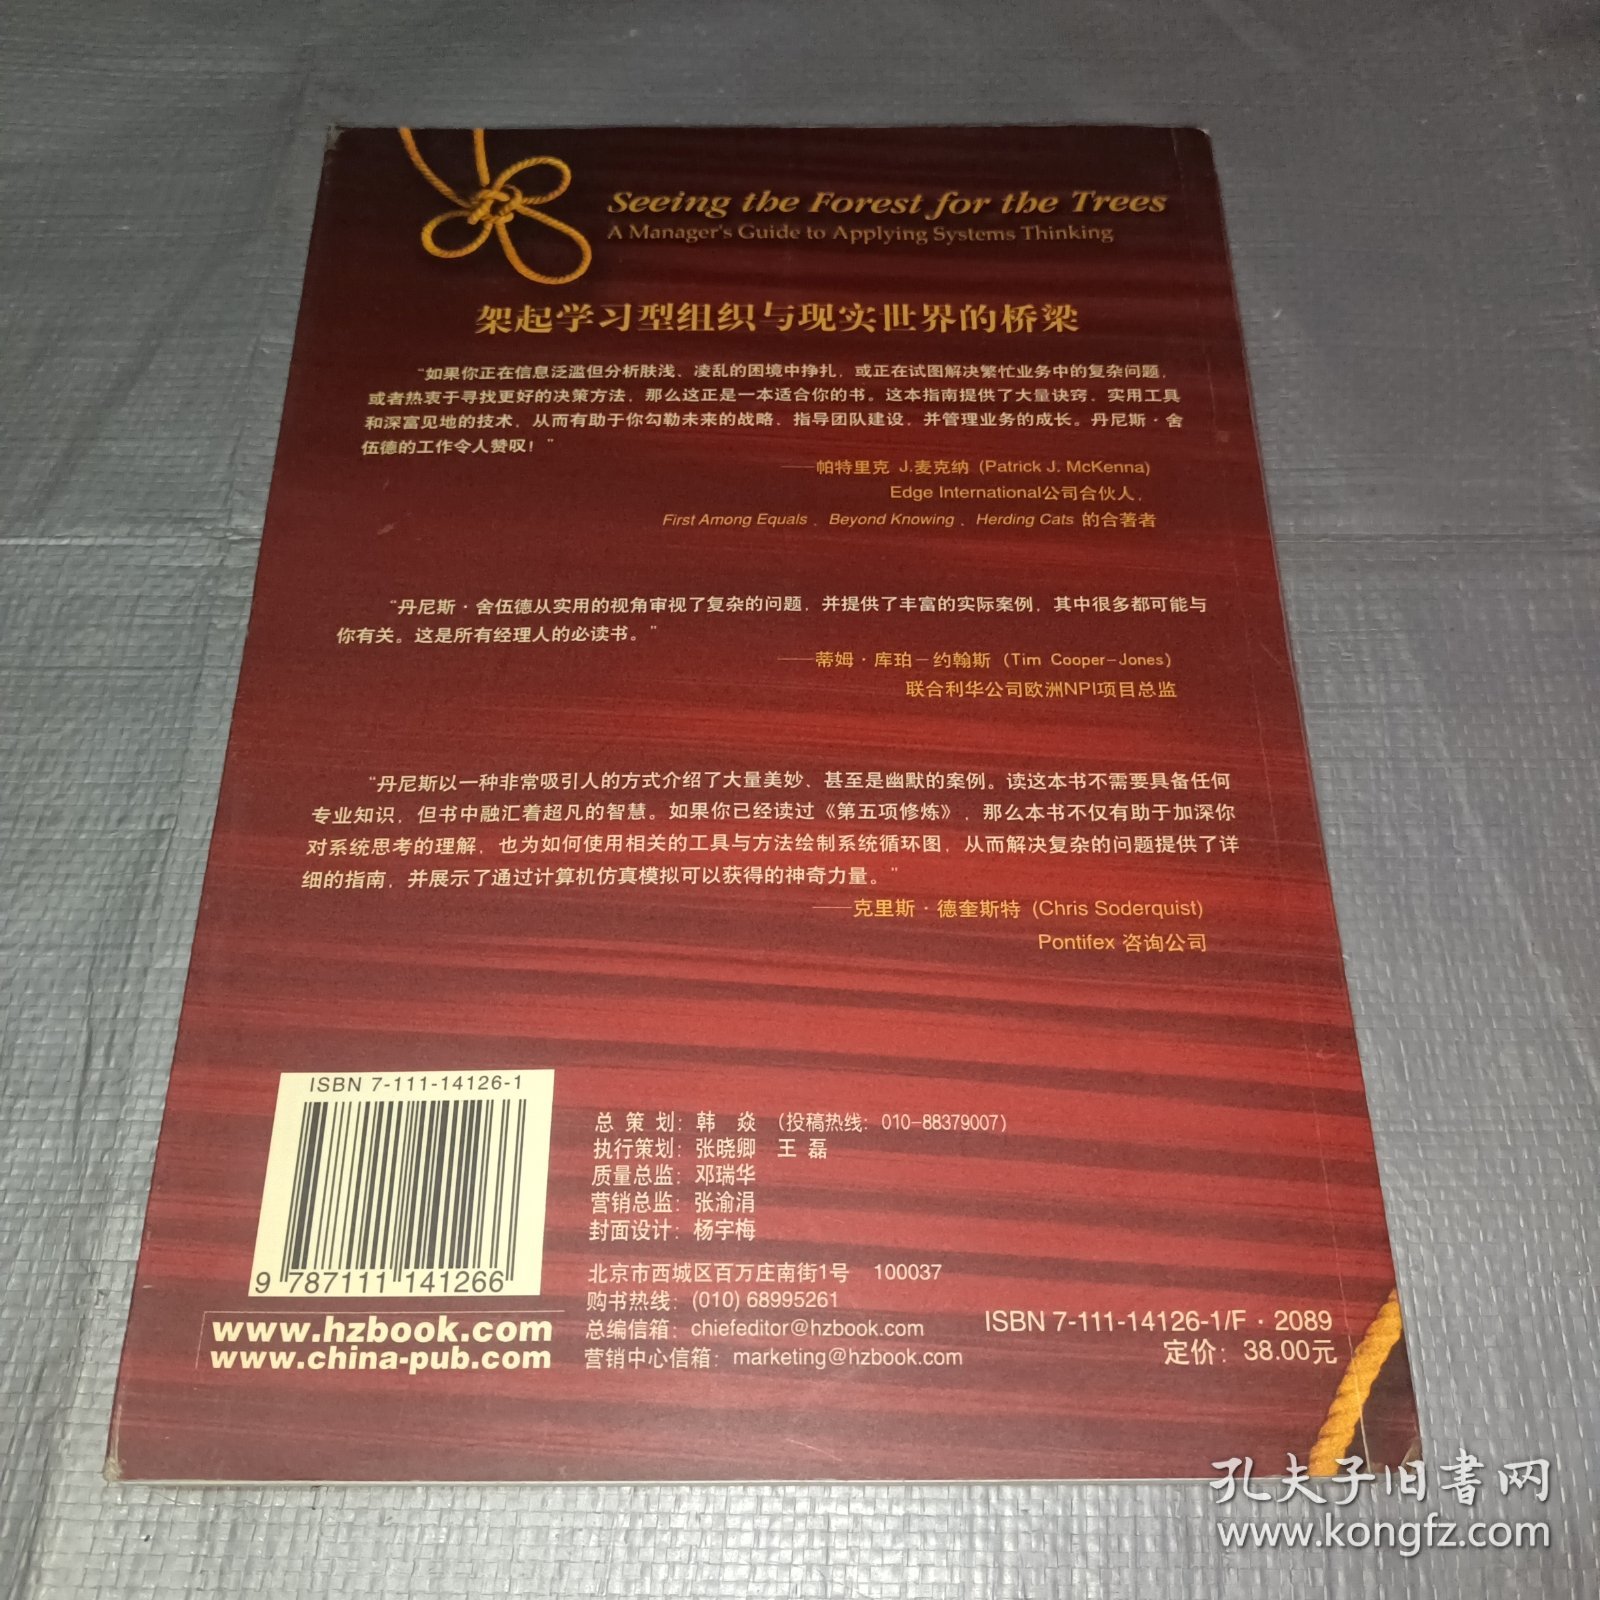 Seeing the Forest for the Trees
A Manager's Guide to Applying Systems Thinking
架起学习型组织与现实世界的桥梁
“如果你正在信息泛滥但分析肤浅、凌乱的困境中挣扎，或正在试图解决繁忙业务中的复杂问题，
或者热衷于寻找更好的决策方法，那么这正是一本适合你的书。这本指南提供了大量诀窍、实用工具
和深富见地的技术，从而有助于你勾勒未来的战略、指导团队建设，并管理业务的成长。丹尼斯·舍
伍德的工作令人赞叹！”
——帕特里克 J.麦克纳 (Patrick J. McKenna)
Edge International公司合伙人，
First Among Equals 、Beyond Knowing 、Herding Cats 的合著者
“丹尼斯·舍伍德从实用的视角审视了复杂的问题，并提供了丰富的实际案例，其中很多都可能与
你有关。这是所有经理人的必读书。”
——蒂姆·库珀－约翰斯 (Tim Cooper-Jones)
联合利华公司欧洲NPI项目总监
“丹尼斯以一种非常吸引人的方式介绍了大量美妙、甚至是幽默的案例。读这本书不需要具备任何
专业知识，但书中融汇着超凡的智慧。如果你已经读过《第五项修炼》，那么本书不仅有助于加深你
对系统思考的理解，也为如何使用相关的工具与方法绘制系统循环图，从而解决复杂的问题提供了详
细的指南，并展示了通过计算机仿真模拟可以获得的神奇力量。”
——克里斯·德奎斯特 (Chris Soderquist)
Pontifex 咨询公司
ISBN 7-111-14126-1
9 787111 141266
www.hzbook.com
www.china-pub.com
总 策 划：韩 焱 （投稿热线：010-88379007）
执行策划：张晓卿 王 磊
质量总监：邓瑞华
营销总监：张渝涓
封面设计：杨宇梅
北京市西城区百万庄南街1号 100037
购书热线：(010) 68995261
总编信箱：chiefeditor@hzbook.com
营销中心信箱：marketing@hzbook.com
ISBN 7-111-14126-1/F · 2089
定价：38.00元
孔夫子旧书网
www.kongfz.com